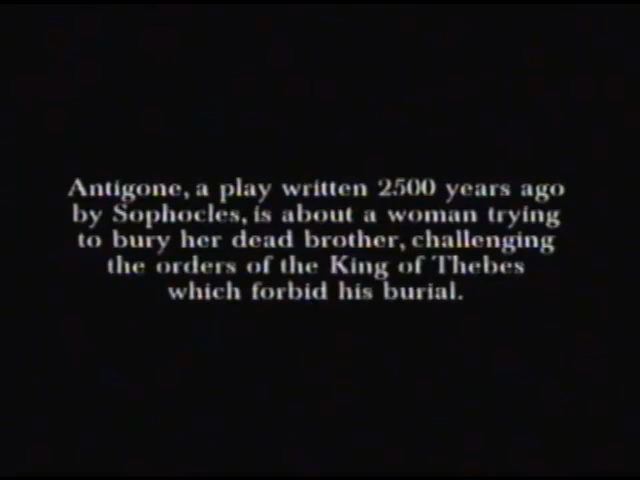 Antigone, a play written 2500 years ago
by Sophocles, is about a woman trying
to bury her dead brother, challenging
the orders of the King of Thebes
which forbid his burial.